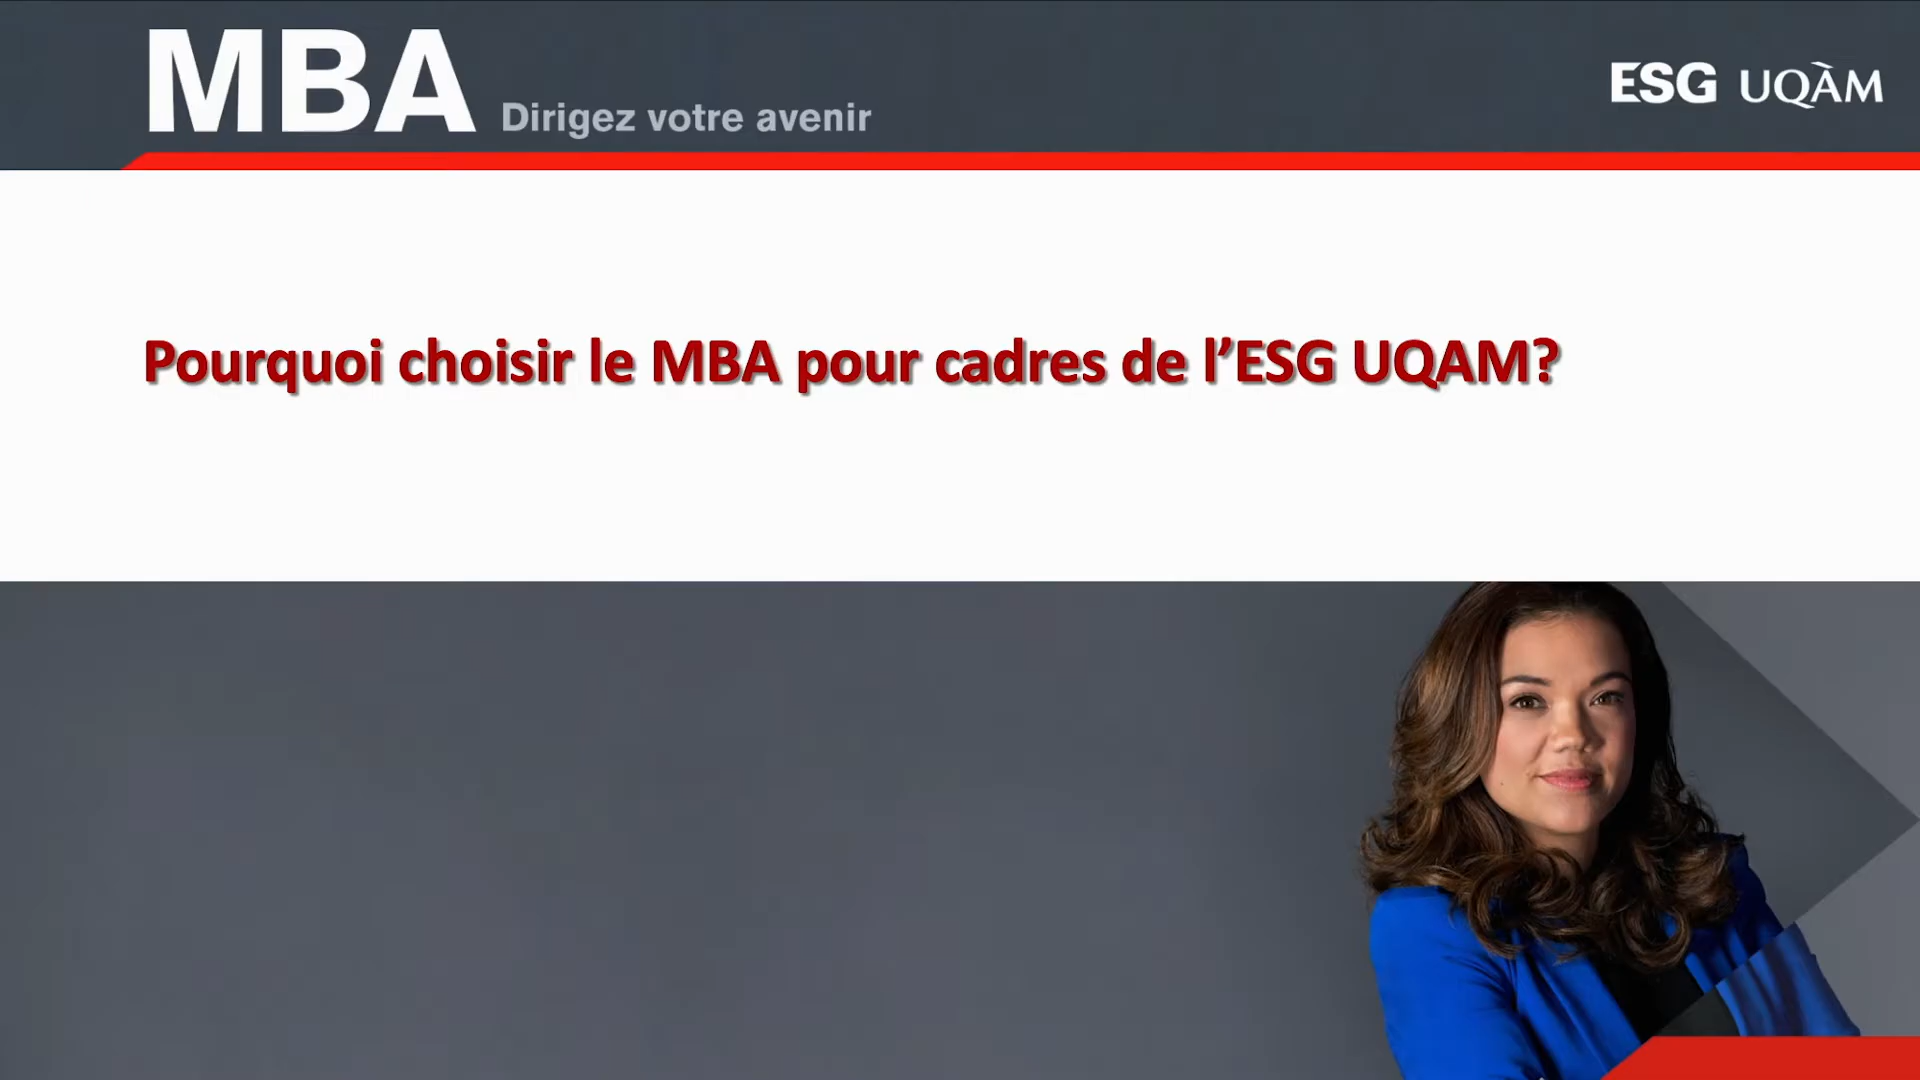 MBA Dirigez votre avenir
ESG UQÀM
Pourquoi choisir le MBA pour cadres de l’ESG UQAM?